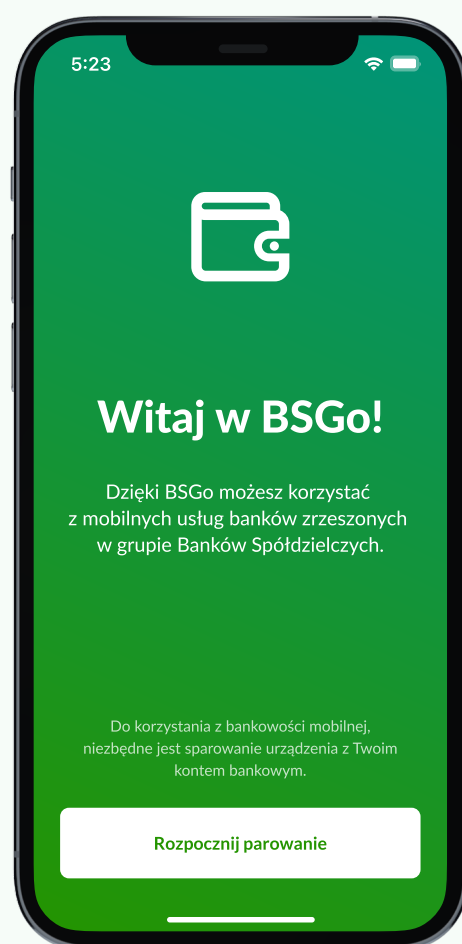 5:23
Witaj w BSGo!
Dzięki BSGo możesz korzystać
z mobilnych usług banków zrzeszonych
w grupie Banków Spółdzielczych.
Do korzystania z bankowości mobilnej,
niezbędne jest sparowanie urządzenia z Twoim
kontem bankowym.
Rozpocznij parowanie